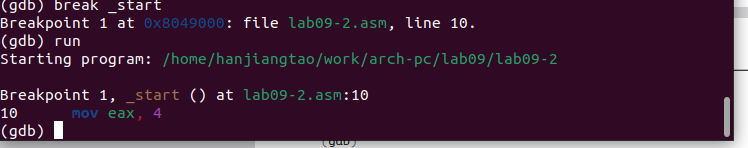 (gdb) break _start
Breakpoint 1 at 0x8049000: file lab09-2.asm, line 10.
(gdb) run
Starting program: /home/hanjiangtao/work/arch-pc/lab09/lab09-2
Breakpoint 1, _start () at lab09-2.asm:10
10 mov eax, 4
(gdb)
(gdb)